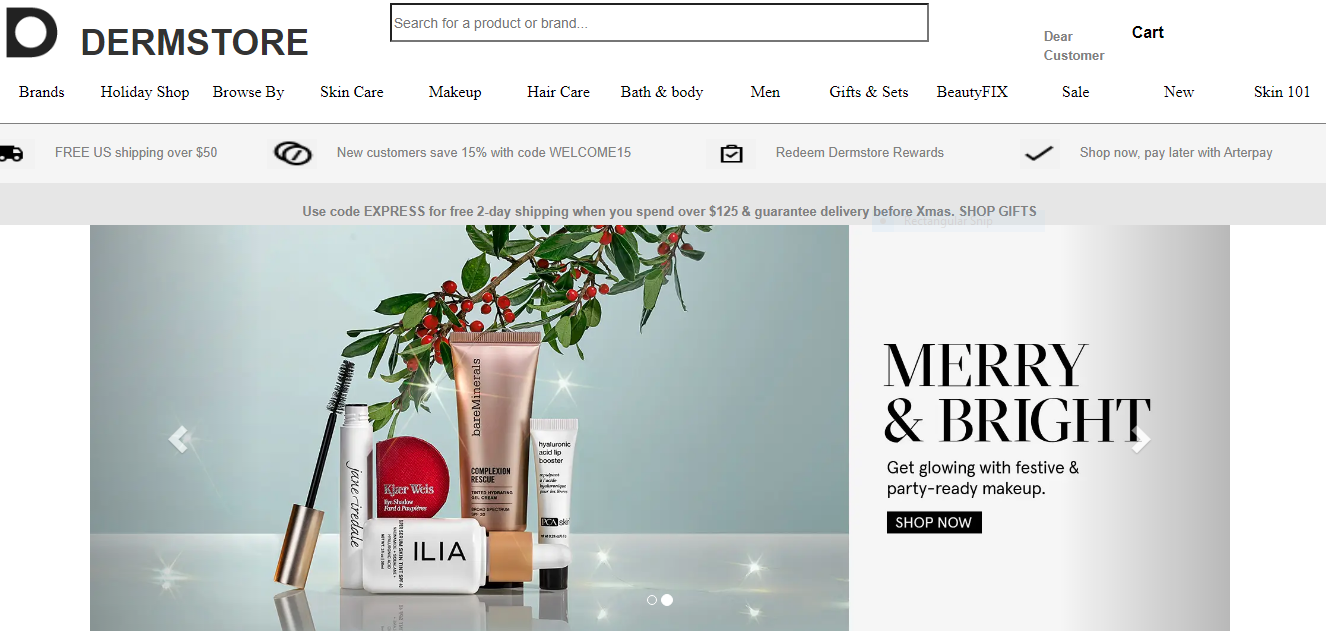 DERMSTORE
Search for a product or brand...
Dear
Customer
Cart
Brands
Holiday Shop
Browse By
Skin Care
Makeup
Hair Care
Bath & body
Men
Gifts & Sets
BeautyFIX
Sale
New
Skin 101
FREE US shipping over $50
New customers save 15% with code WELCOME15
Redeem Dermstore Rewards
Shop now, pay later with Arterpay
Use code EXPRESS for free 2-day shipping when you spend over $125 & guarantee delivery before Xmas. SHOP GIFTS
Rectangular Snip
MERRY
& BRIGHT
Get glowing with festive &
party-ready makeup.
SHOP NOW
jane iredale
Kjær Weis
Eye Shadow
Fard à Paupières
bareMinerals
COMPLEXION
RESCUE
TINTED HYDRATING
GEL CREAM
BROAD SPECTRUM
hyaluronic
acid lip
booster
PCA skin
ILIA